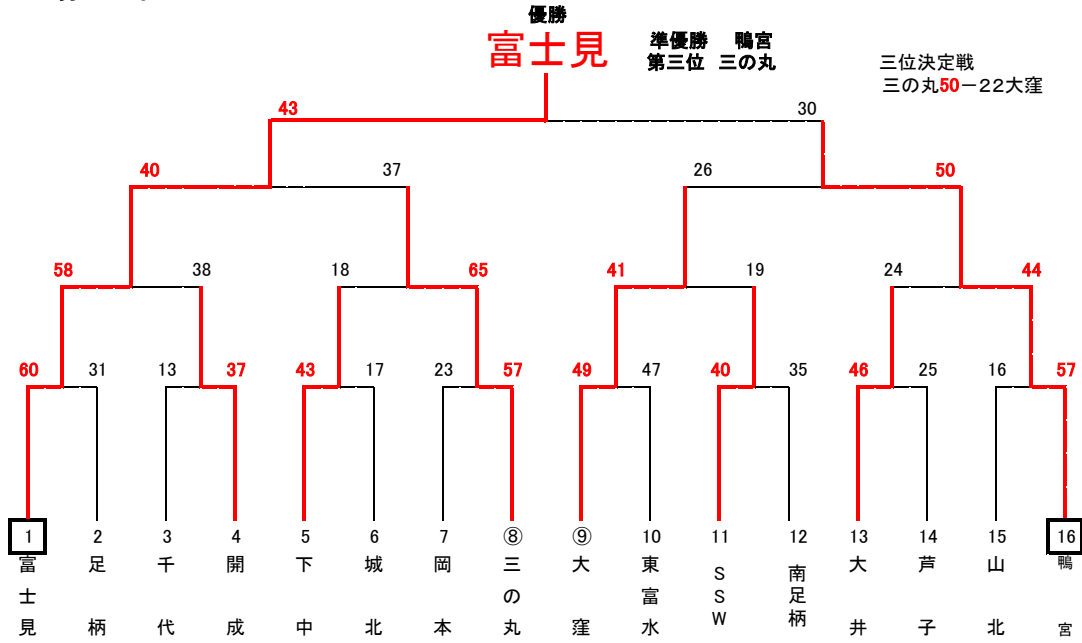 優勝
富士見
準優勝 鴨宮
第三位 三の丸
三位決定戦
三の丸50－22大窪
43 30
40 37 26 50
58 38 18 65 41 19 24 44
60 31 13 37 43 17 23 57 49 47 40 35 46 25 16 57
1 2 3 4 5 6 7 ⑧ ⑨ 10 11 12 13 14 15 16
富士見
足柄
千代
開成
下中
城北
岡本
三の丸
大窪
東富水
SSW
南足柄
大井
芦子
山北
鴨宮